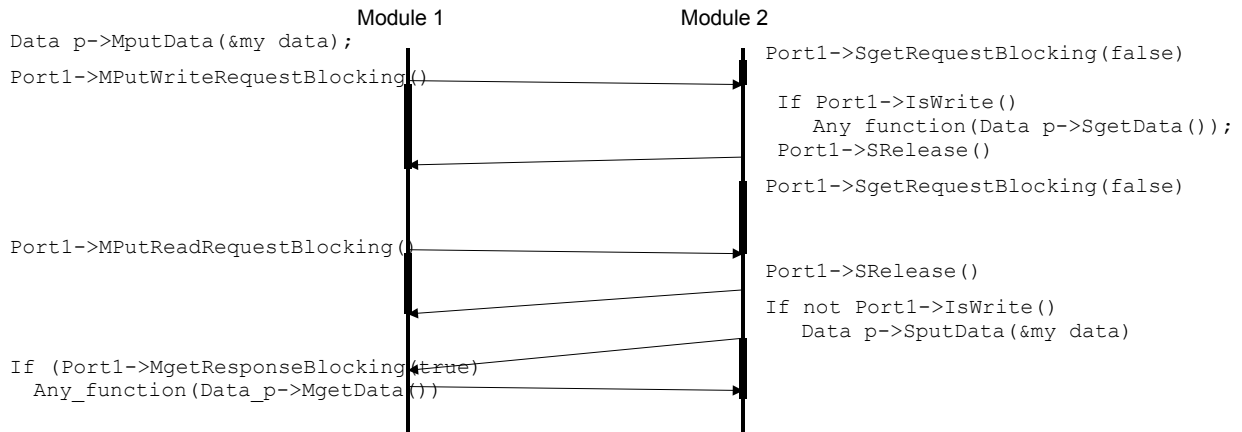 Module 1
Module 2
Data p->MputData(&my data);
Port1->MPutWriteRequestBlocking()
Port1->SgetRequestBlocking(false)
If Port1->IsWrite()
Any function(Data p->SgetData());
Port1->SRelease()
Port1->SgetRequestBlocking(false)
Port1->MPutReadRequestBlocking()
Port1->SRelease()
If not Port1->IsWrite()
Data p->SputData(&my data)
If (Port1->MgetResponseBlocking(true)
Any_function(Data_p->MgetData())